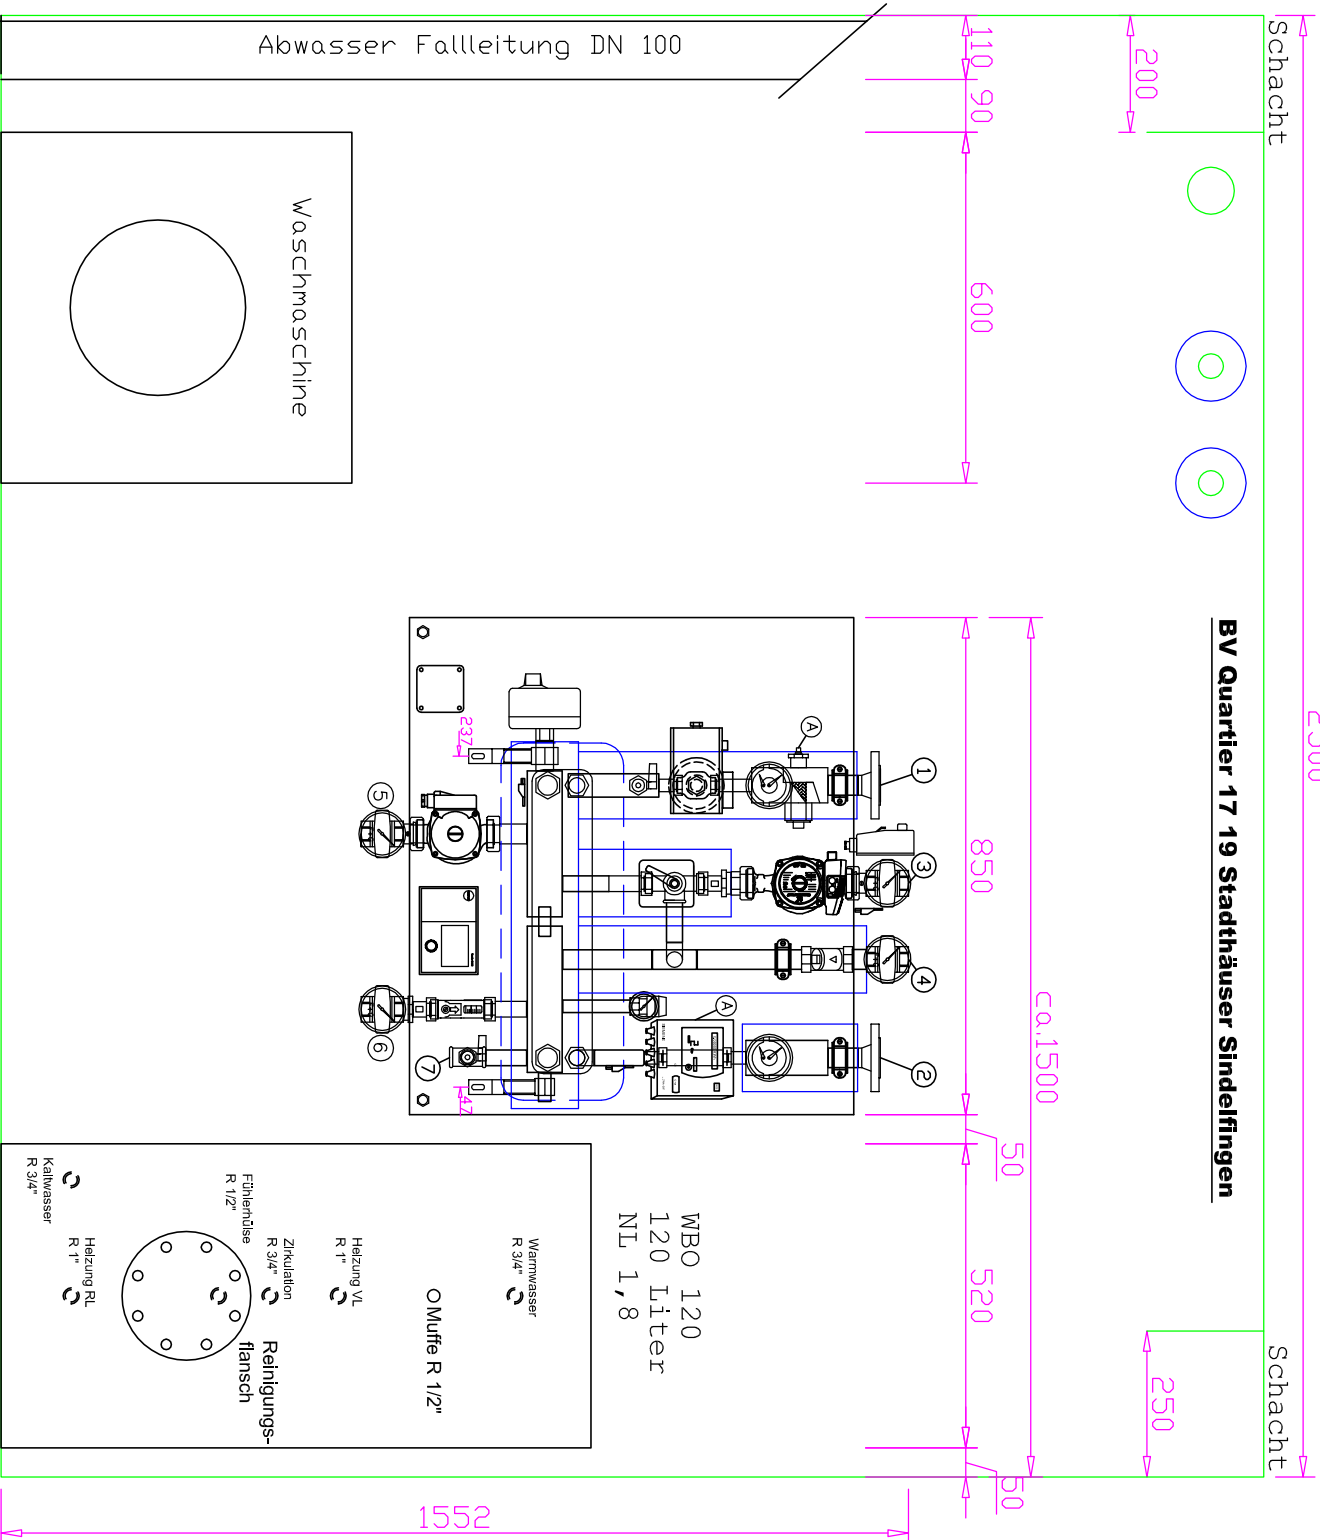 Schacht
Schacht
2500
200
250
BV Quartier 17 19 Stadthäuser Sindelfingen
ca.1500
110
90
600
850
50
520
50
1552
Abwasser Fallleitung DN 100
Waschmaschine
1
3
4
2
A
A
237
47
5
6
7
WBO 120
120 Liter
NL 1,8
Warmwasser
R 3/4"
Muffe R 1/2"
Heizung VL
R 1"
Zirkulation
R 3/4"
Fühlerhülse
R 1/2"
Reinigungs-
flansch
Heizung RL
R 1"
Kaltwasser
R 3/4"